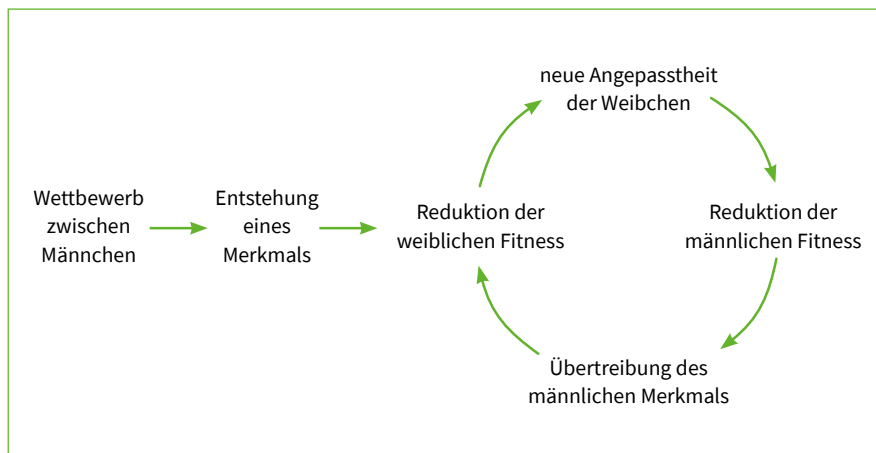 Wettbewerb
zwischen
Männchen
Entstehung
eines
Merkmals
Reduktion der
weiblichen Fitness
neue Angepasstheit
der Weibchen
Reduktion der
männlichen Fitness
Übertreibung des
männlichen Merkmals